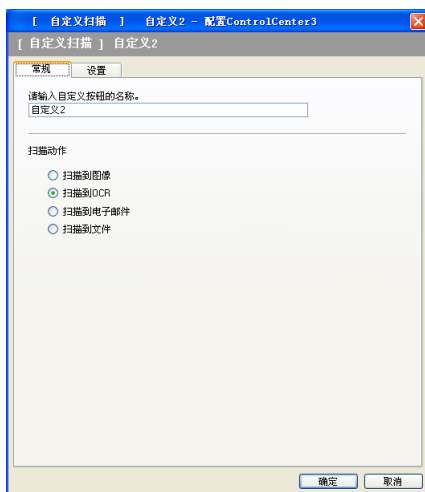 [ 自定义扫描 ] 自定义2 - 配置ControlCenter3
[ 自定义扫描 ] 自定义2
常规 设置
请输入自定义按钮的名称。
自定义2
扫描动作
扫描到图像
扫描到OCR
扫描到电子邮件
扫描到文件
确定 取消